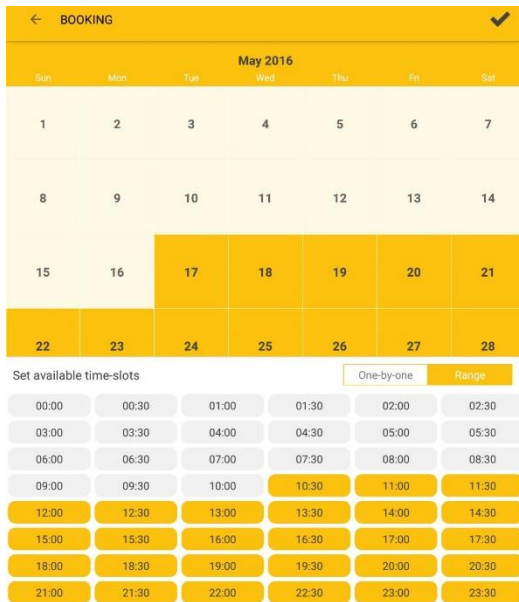 BOOKING
May 2016
Sun Mon Tue Wed Thu Fri Sat
1 2 3 4 5 6 7
8 9 10 11 12 13 14
15 16 17 18 19 20 21
22 23 24 25 26 27 28
Set available time-slots One-by-one Range
00:00 00:30 01:00 01:30 02:00 02:30
03:00 03:30 04:00 04:30 05:00 05:30
06:00 06:30 07:00 07:30 08:00 08:30
09:00 09:30 10:00 10:30 11:00 11:30
12:00 12:30 13:00 13:30 14:00 14:30
15:00 15:30 16:00 16:30 17:00 17:30
18:00 18:30 19:00 19:30 20:00 20:30
21:00 21:30 22:00 22:30 23:00 23:30